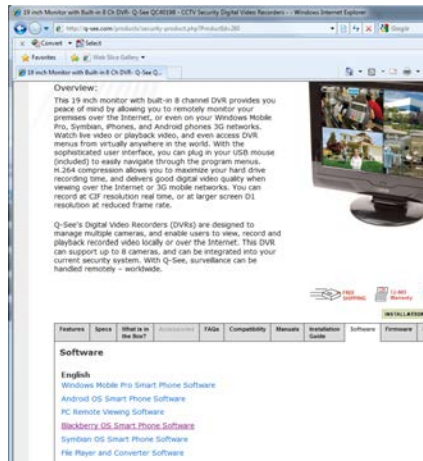 19 inch Monitor with Built-in 8 Ch DVR- Q-See QC40198 - CCTV Security Digital Video Recorders - - Windows Internet Explorer
Google
x Convert Select
Favorites Web Slice Gallery
19 inch Monitor with Built-in 8 Ch DVR- Q-See Q...
Overview:
This 19 inch monitor with built-in 8 channel DVR provides you
peace of mind by allowing you to remotely monitor your
premises over the Internet, or even on your Windows Mobile
Pro, Symbian, iPhones, and Android phones 3G networks.
Watch live video or playback video, and even access DVR
menus from virtually anywhere in the world. With the
sophisticated user interface, you can plug in your USB mouse
(included) to easily navigate through the program menus.
H.264 compression allows you to maximize your hard drive
recording time, and delivers good digital video quality when
viewing over the Internet or 3G mobile networks. You can
record at CIF resolution real time, or at larger screen D1
resolution at reduced frame rate.
Q-See's Digital Video Recorders (DVRs) are designed to
manage multiple cameras, and enable users to view, record and
playback recorded video locally or over the Internet. This DVR
can support up to 8 cameras, and can be integrated into your
current security system. With Q-See, surveillance can be
handled remotely – worldwide.
FREE SHIPPING
Warranty
INSTALLATION
Features Specs What is in the Box? Accessories FAQs Compatibility Manuals Installation Guide Software Firmware
Software
English
Windows Mobile Pro Smart Phone Software
Android OS Smart Phone Software
PC Remote Viewing Software
Blackberry OS Smart Phone Software
Symbian OS Smart Phone Software
File Player and Converter Software